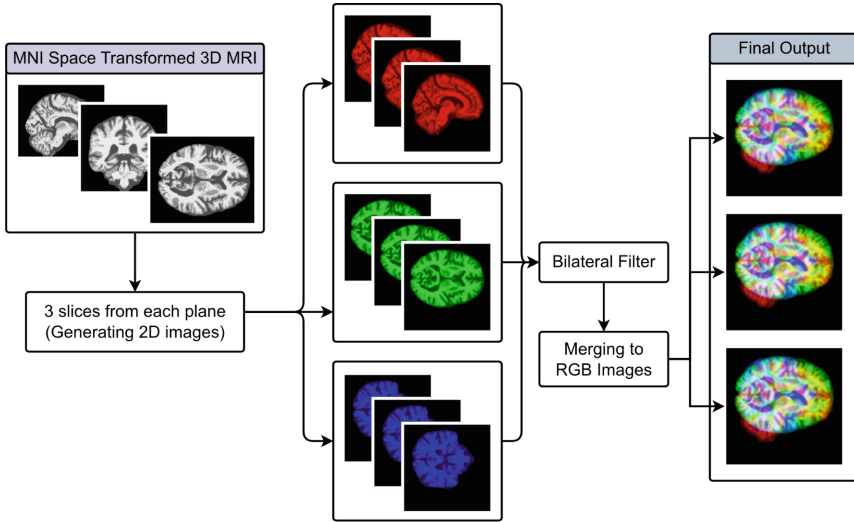 MNI Space Transformed 3D MRI
3 slices from each plane
(Generating 2D images)
Bilateral Filter
Merging to
RGB Images
Final Output